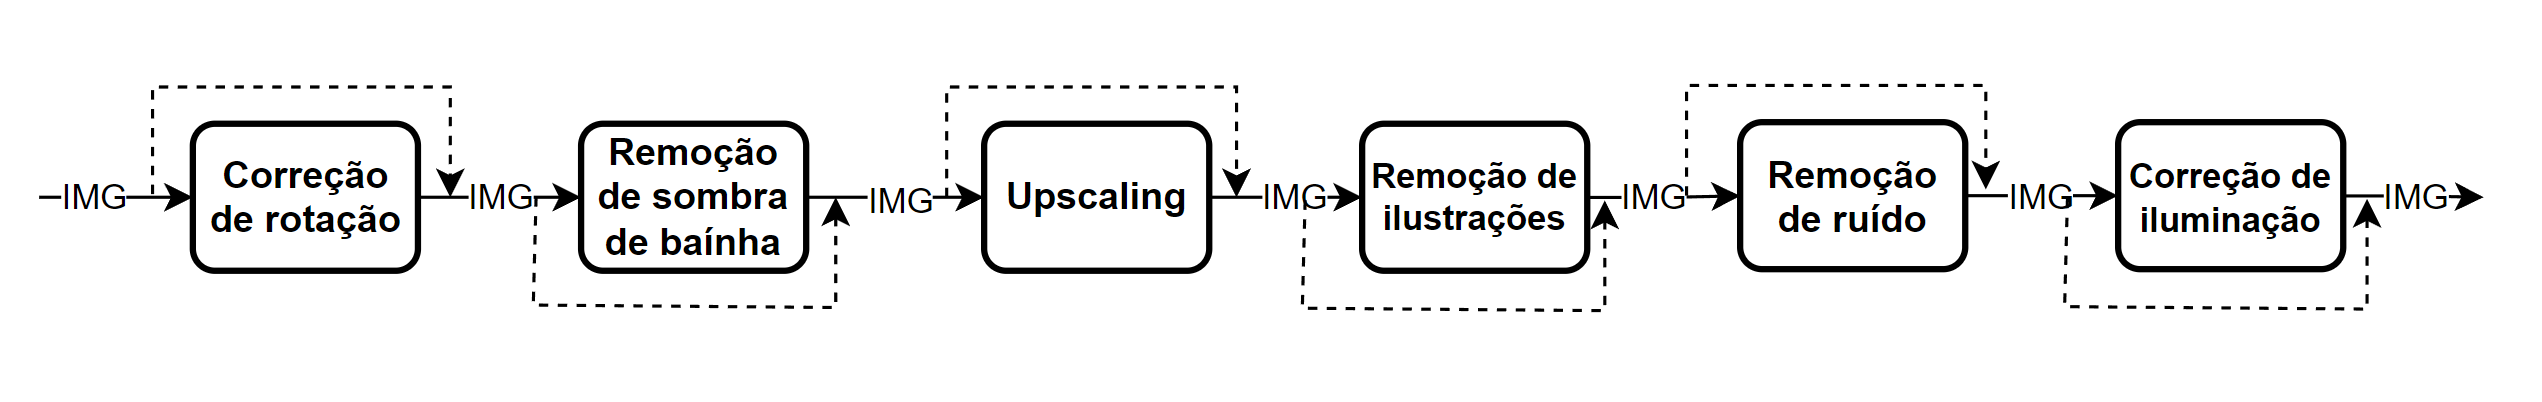 IMG
Correção
de rotação
IMG
Remoção
de sombra
de baínha
IMG
Upscaling
IMG
Remoção de
ilustrações
IMG
Remoção
de ruído
IMG
Correção de
iluminação
IMG